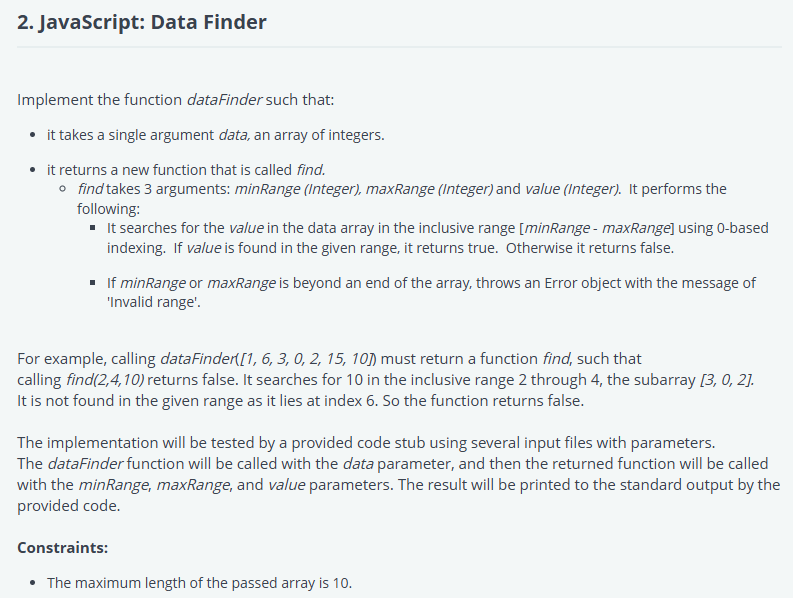 2. JavaScript: Data Finder
Implement the function dataFinder such that:
• it takes a single argument data, an array of integers.
• it returns a new function that is called find.
○ find takes 3 arguments: minRange (Integer), maxRange (Integer) and value (Integer).  It performs the
following:
▪ It searches for the value in the data array in the inclusive range [minRange - maxRange] using 0-based
indexing.  If value is found in the given range, it returns true.  Otherwise it returns false.
▪ If minRange or maxRange is beyond an end of the array, throws an Error object with the message of
'Invalid range'.
For example, calling dataFinder([1, 6, 3, 0, 2, 15, 10]) must return a function find, such that
calling find(2,4,10) returns false. It searches for 10 in the inclusive range 2 through 4, the subarray [3, 0, 2].
It is not found in the given range as it lies at index 6. So the function returns false.
The implementation will be tested by a provided code stub using several input files with parameters.
The dataFinder function will be called with the data parameter, and then the returned function will be called
with the minRange, maxRange, and value parameters. The result will be printed to the standard output by the
provided code.
Constraints:
• The maximum length of the passed array is 10.